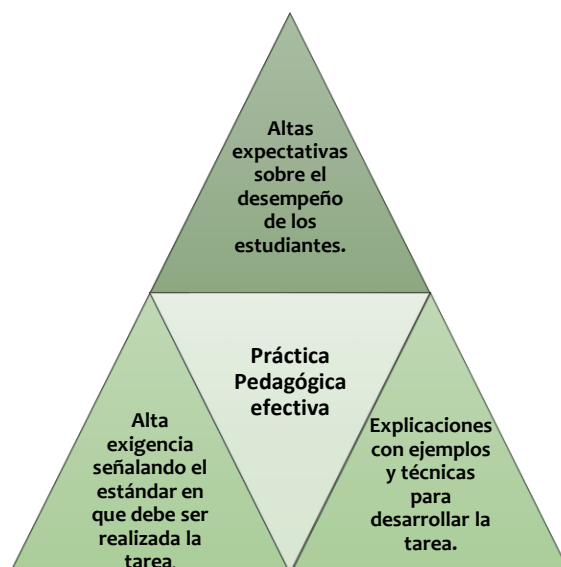 Altas
expectativas
sobre el
desempeño
de los
estudiantes.
Práctica
Pedagógica
efectiva
Alta
exigencia
señalando el
estándar en
que debe ser
realizada la
tarea.
Explicaciones
con ejemplos
y técnicas
para
desarrollar la
tarea.